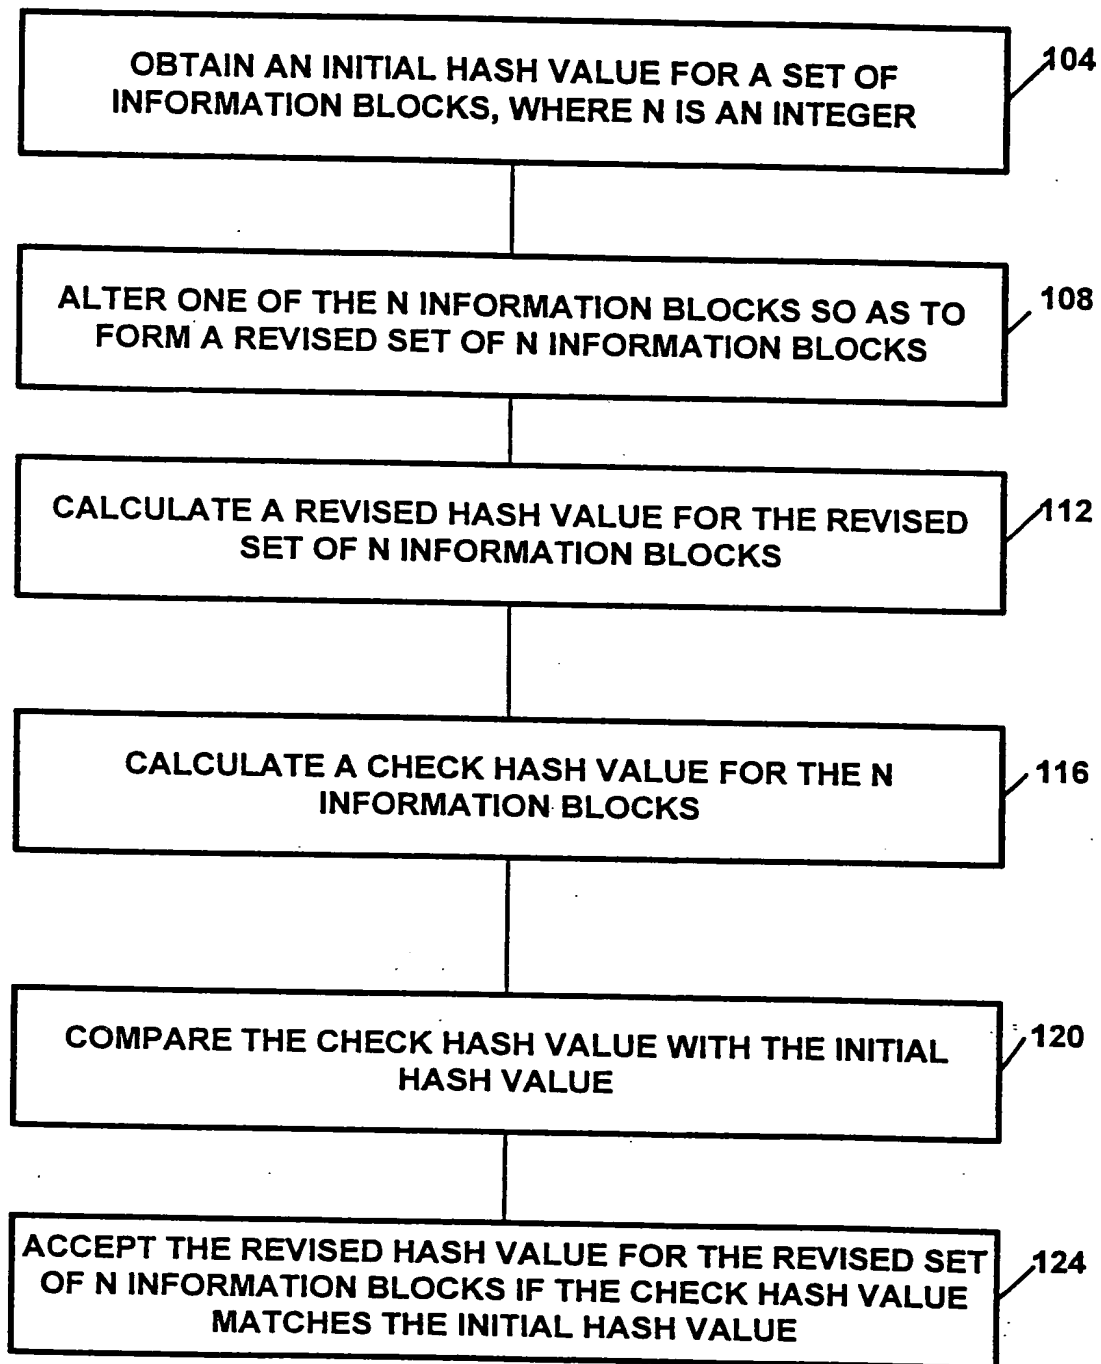 OBTAIN AN INITIAL HASH VALUE FOR A SET OF
INFORMATION BLOCKS, WHERE N IS AN INTEGER
104
ALTER ONE OF THE N INFORMATION BLOCKS SO AS TO
FORM A REVISED SET OF N INFORMATION BLOCKS
108
CALCULATE A REVISED HASH VALUE FOR THE REVISED
SET OF N INFORMATION BLOCKS
112
CALCULATE A CHECK HASH VALUE FOR THE N
INFORMATION BLOCKS
116
COMPARE THE CHECK HASH VALUE WITH THE INITIAL
HASH VALUE
120
ACCEPT THE REVISED HASH VALUE FOR THE REVISED SET
OF N INFORMATION BLOCKS IF THE CHECK HASH VALUE
MATCHES THE INITIAL HASH VALUE
124